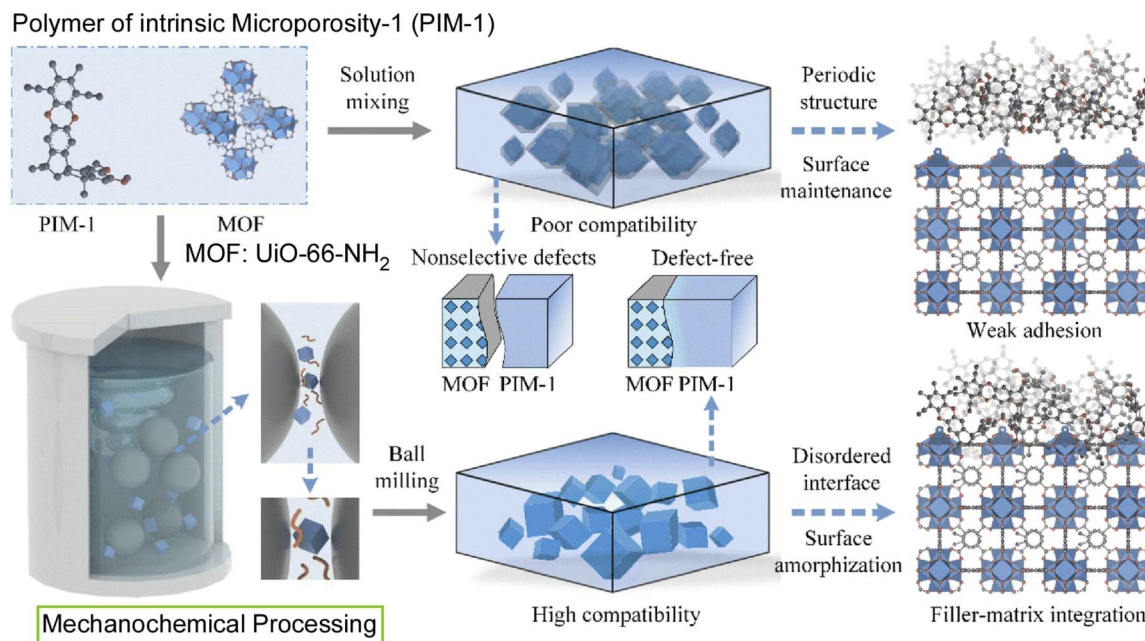 Polymer of intrinsic Microporosity-1 (PIM-1)
PIM-1
MOF
MOF: UiO-66-NH₂
Solution
mixing
Poor compatibility
Periodic
structure
Surface
maintenance
Weak adhesion
Nonselective defects
MOF PIM-1
Defect-free
MOF PIM-1
Mechanochemical Processing
Ball
milling
High compatibility
Disordered
interface
Surface
amorphization
Filler-matrix integration